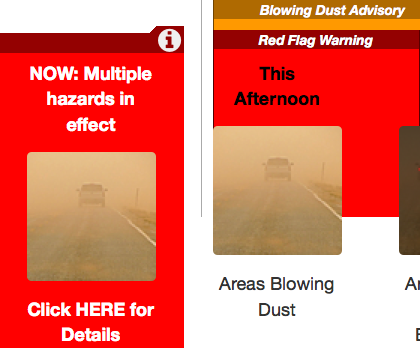 Blowing Dust Advisory
Red Flag Warning
i
NOW: Multiple
hazards in
effect
Click HERE for
Details
This
Afternoon
Areas Blowing
Dust